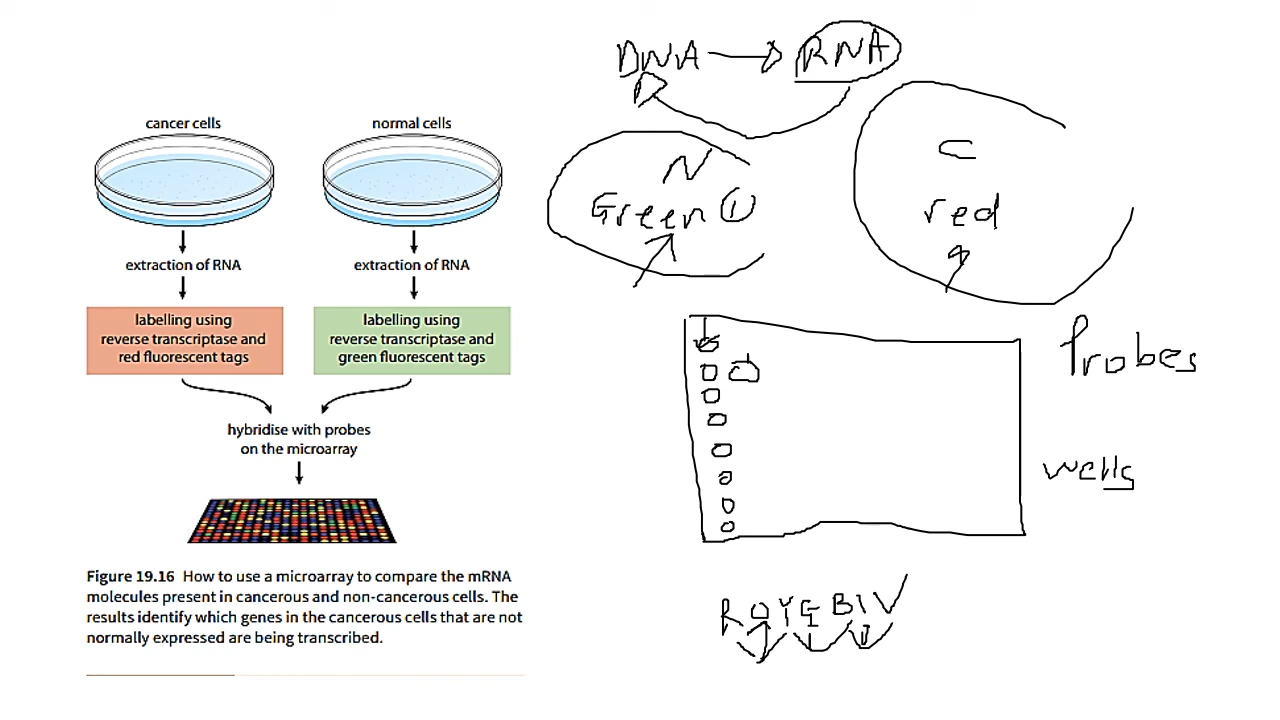 cancer cells
normal cells
extraction of RNA
extraction of RNA
labelling using
reverse transcriptase and
red fluorescent tags
labelling using
reverse transcriptase and
green fluorescent tags
hybridise with probes
on the microarray
Figure 19.16 How to use a microarray to compare the mRNA
molecules present in cancerous and non-cancerous cells. The
results identify which genes in the cancerous cells that are not
normally expressed are being transcribed.
DNA → RNA
N
Green ①
C
red
Probes
wells
ROYGBIV